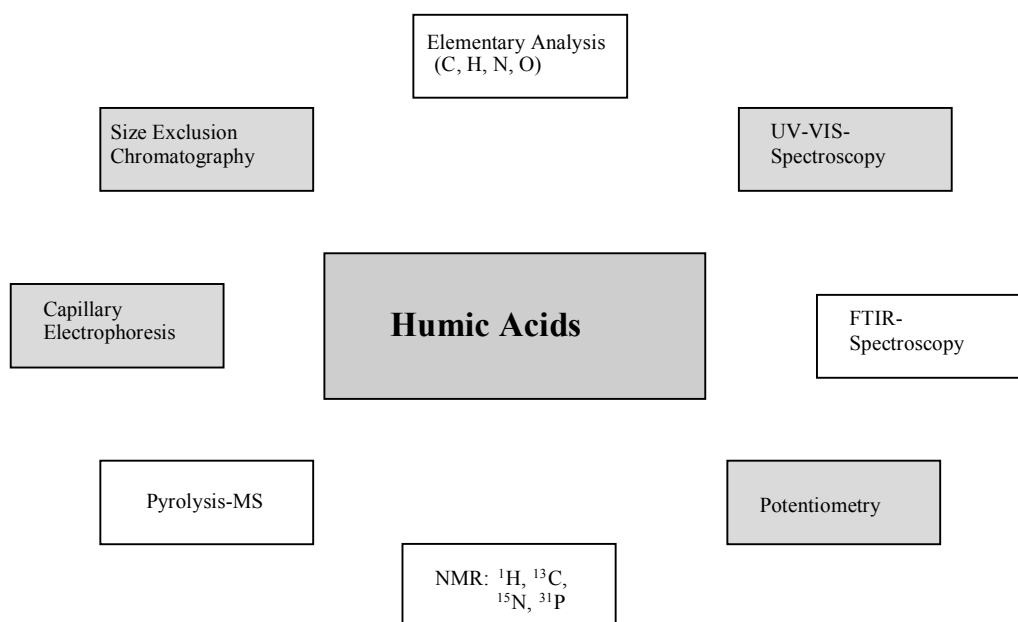 Elementary Analysis
(C, H, N, O)
Size Exclusion
Chromatography
UV-VIS-
Spectroscopy
Capillary
Electrophoresis
Humic Acids
FTIR-
Spectroscopy
Pyrolysis-MS
Potentiometry
NMR: ¹H, ¹³C,
¹⁵N, ³¹P